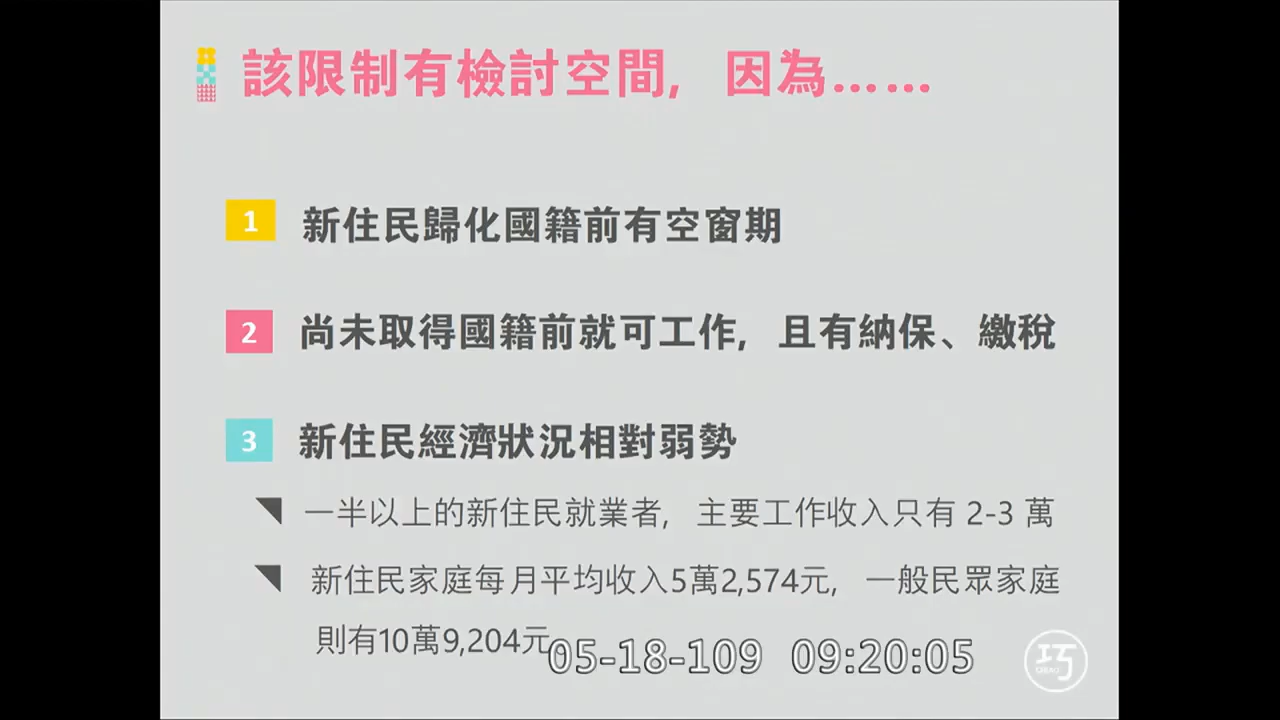 該限制有檢討空間，因為……
1 新住民歸化國籍前有空窗期
2 尚未取得國籍前就可工作，且有納保、繳稅
3 新住民經濟狀況相對弱勢
一半以上的新住民就業者，主要工作收入只有 2-3 萬
新住民家庭每月平均收入5萬2,574元，一般民眾家庭
則有10萬9,204元
05-18-109 09:20:05
巧